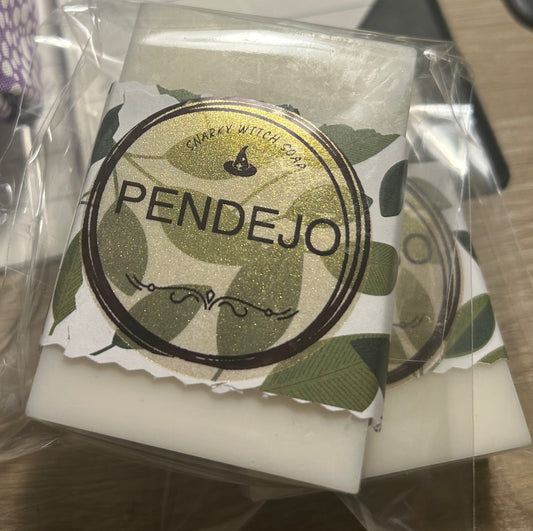 SNARKY WITCH SOAP
PENDEJO
O